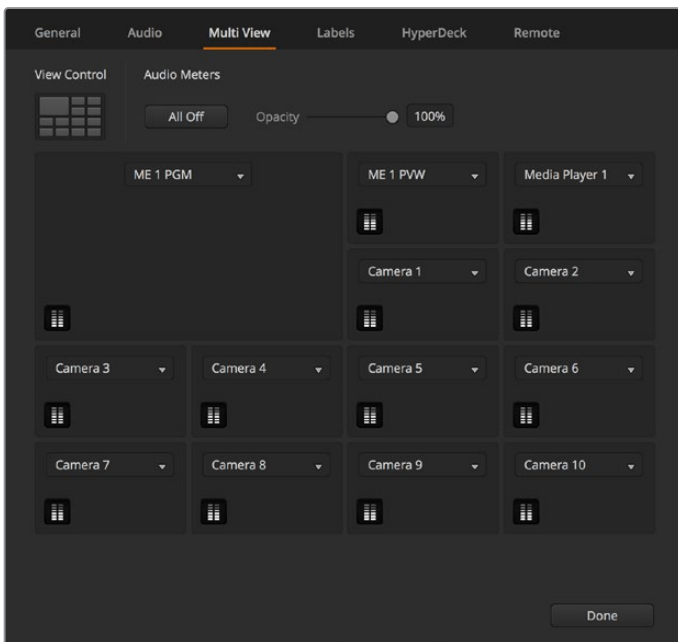 General Audio Multi View Labels HyperDeck Remote
View Control Audio Meters
All Off Opacity 100%
ME 1 PGM ME 1 PVW Media Player 1
Camera 1 Camera 2
Camera 3 Camera 4 Camera 5 Camera 6
Camera 7 Camera 8 Camera 9 Camera 10
Done